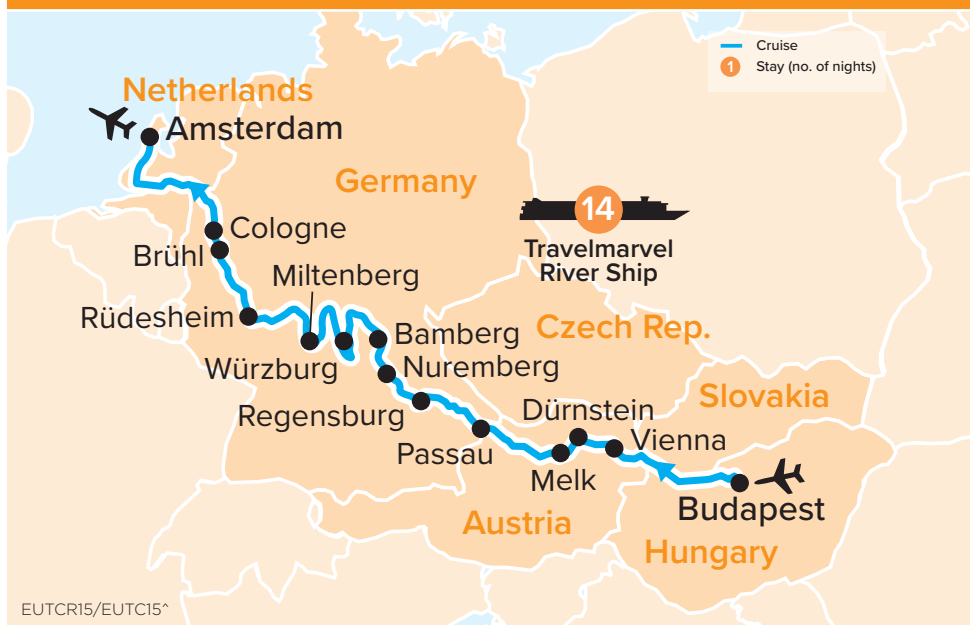 Cruise
1 Stay (no. of nights)
Netherlands
Amsterdam
Germany
14
Travelmarvel
River Ship
Cologne
Brühl
Miltenberg
Rüdesheim
Bamberg
Czech Rep.
Würzburg
Nuremberg
Slovakia
Regensburg
Dürnstein
Passau
Vienna
Melk
Budapest
Austria
Hungary
EUTCR15/EUTC15^